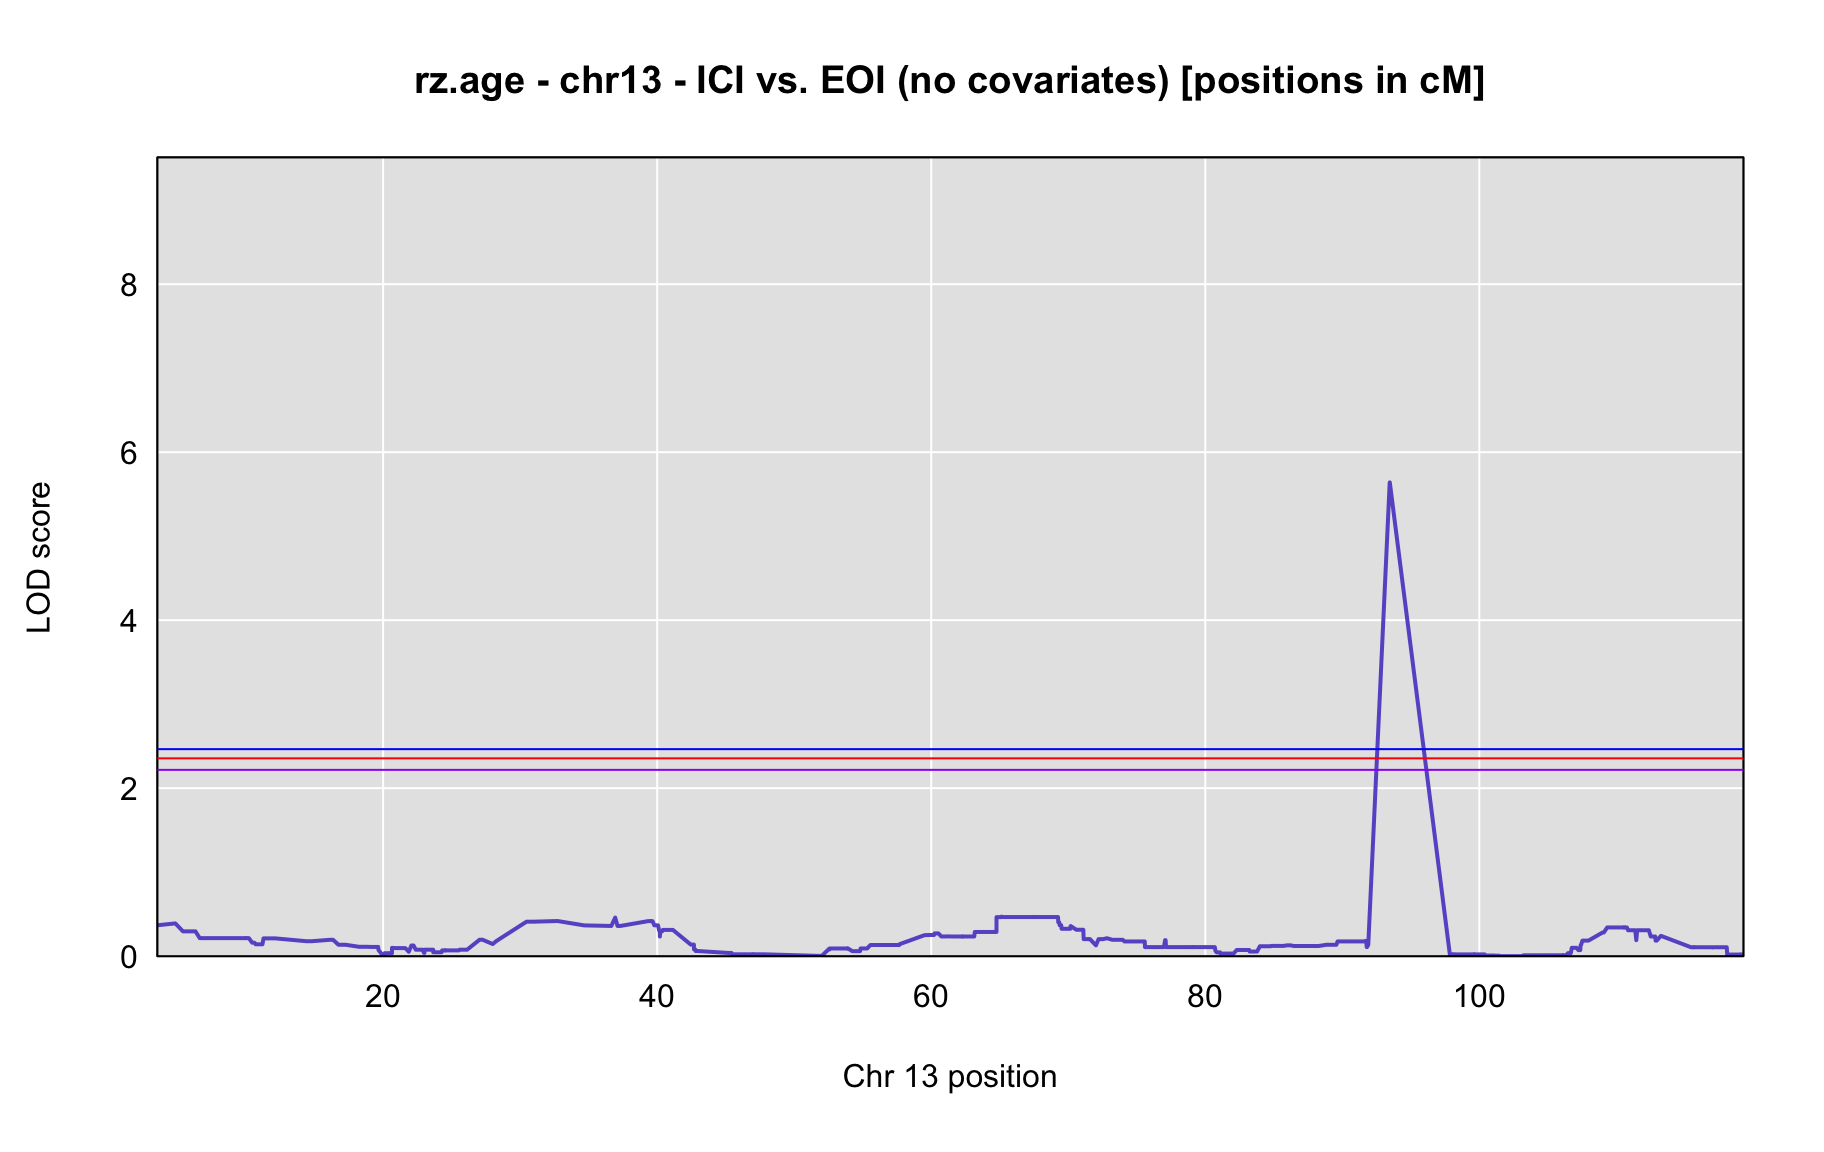 rz.age - chr13 - ICI vs. EOI (no covariates) [positions in cM]
8
6
4
2
0
LOD score
20 40 60 80 100
Chr 13 position